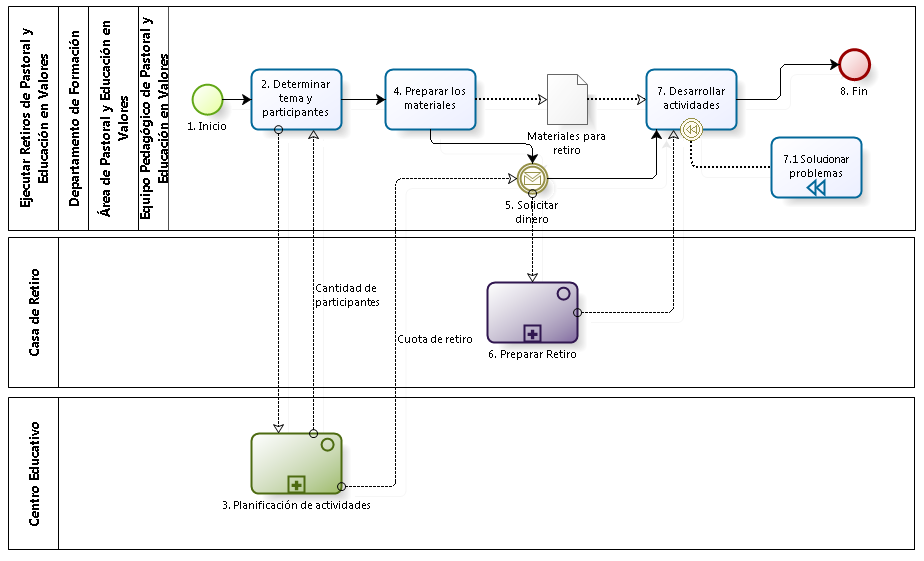 Ejecutar Retiros de Pastoral y
Educación en Valores
Departamento de Formación
Área de Pastoral y Educación en
Valores
Equipo Pedagógico de Pastoral y
Educación en Valores
1. Inicio
2. Determinar
tema y
participantes
4. Preparar los
materiales
Materiales para
retiro
7. Desarrollar
actividades
8. Fin
7.1 Solucionar
problemas
5. Solicitar
dinero
Casa de Retiro
Cantidad de
participantes
Cuota de retiro
6. Preparar Retiro
Centro Educativo
3. Planificación de actividades